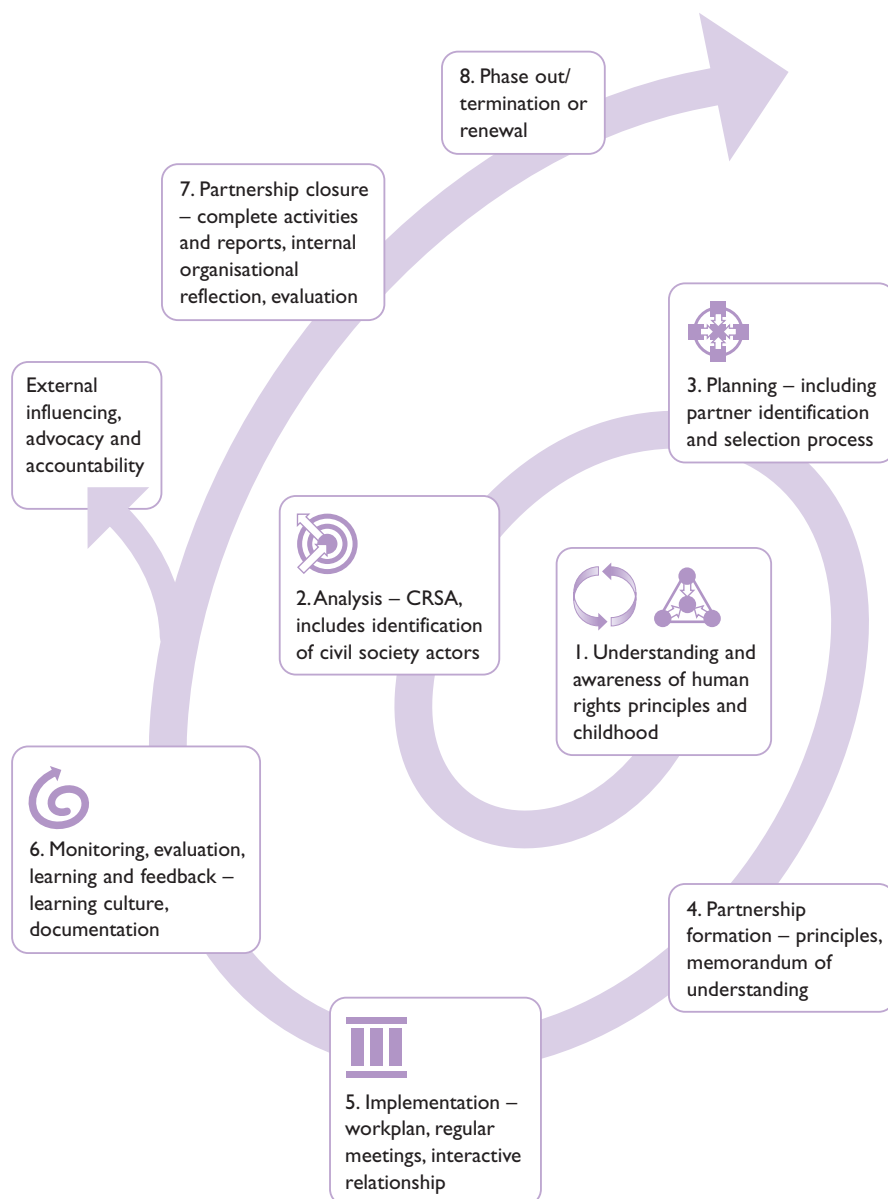 8. Phase out/
termination or
renewal
7. Partnership closure
– complete activities
and reports, internal
organisational
reflection, evaluation
External
influencing,
advocacy and
accountability
3. Planning – including
partner identification
and selection process
2. Analysis – CRSA,
includes identification
of civil society actors
1. Understanding and
awareness of human
rights principles and
childhood
6. Monitoring, evaluation,
learning and feedback –
learning culture,
documentation
4. Partnership
formation – principles,
memorandum of
understanding
5. Implementation –
workplan, regular
meetings, interactive
relationship